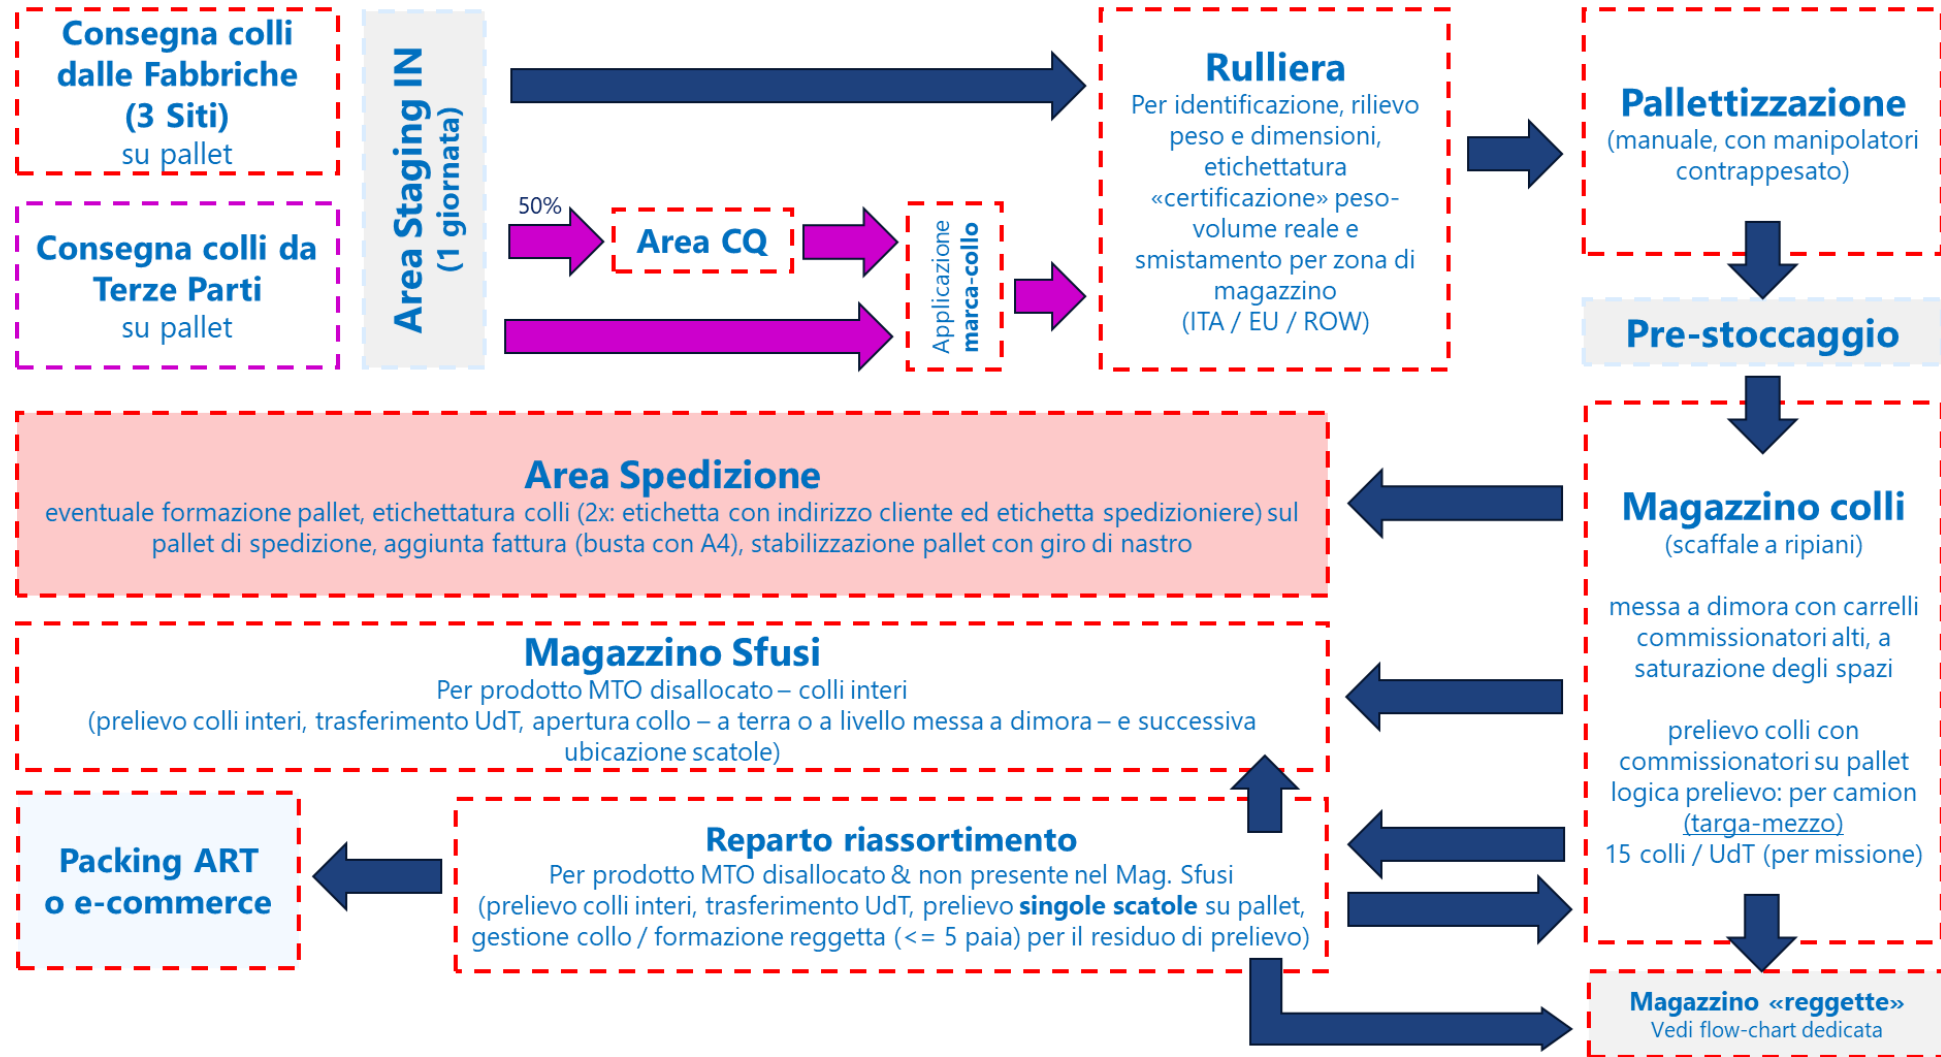 Consegna colli
dalle Fabbriche
(3 Siti)
su pallet
Consegna colli da
Terze Parti
su pallet
Area Staging IN
(1 giornata)
50%
Area CQ
Applicazione
marca-collo
Rulliera
Per identificazione, rilievo
peso e dimensioni,
etichettatura
«certificazione» peso-
volume reale e
smistamento per zona di
magazzino
(ITA / EU / ROW)
Pallettizzazione
(manuale, con manipolatori
contrappesato)
Pre-stoccaggio
Magazzino colli
(scaffale a ripiani)
messa a dimora con carrelli
commissionatori alti, a
saturazione degli spazi
prelievo colli con
commissionatori su pallet
logica prelievo: per camion
(targa-mezzo)
15 colli / UdT (per missione)
Area Spedizione
eventuale formazione pallet, etichettatura colli (2x: etichetta con indirizzo cliente ed etichetta spedizioniere) sul
pallet di spedizione, aggiunta fattura (busta con A4), stabilizzazione pallet con giro di nastro
Magazzino Sfusi
Per prodotto MTO disallocato – colli interi
(prelievo colli interi, trasferimento UdT, apertura collo – a terra o a livello messa a dimora – e successiva
ubicazione scatole)
Reparto riassortimento
Per prodotto MTO disallocato & non presente nel Mag. Sfusi
(prelievo colli interi, trasferimento UdT, prelievo singole scatole su pallet,
gestione collo / formazione reggetta (<= 5 paia) per il residuo di prelievo)
Packing ART
o e-commerce
Magazzino «reggette»
Vedi flow-chart dedicata